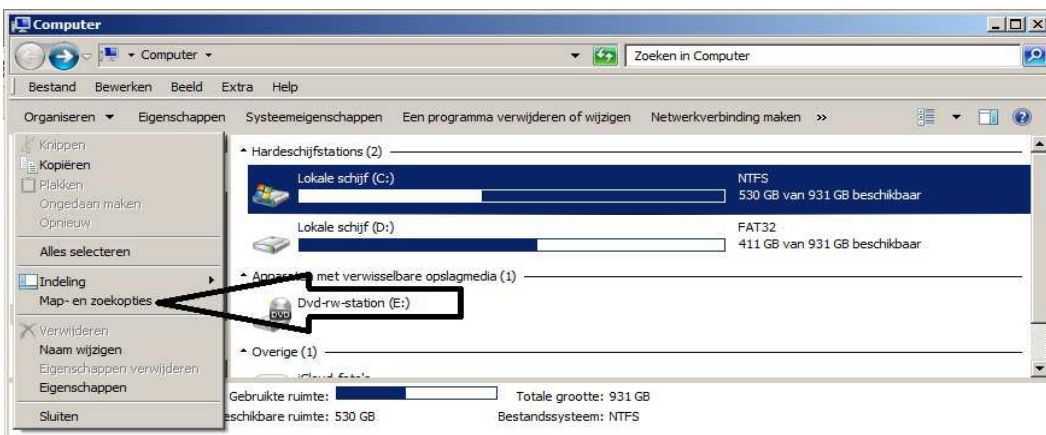 Computer
Computer
Zoeken in Computer
Bestand Bewerken Beeld Extra Help
Organiseren Eigenschappen Systeemeigenschappen Een programma verwijderen of wijzigen Netwerkverbinding maken »
Knippen
Kopiëren
Plakken
Ongedaan maken
Opnieuw
Alles selecteren
Indeling
Map- en zoekopties
Verwijderen
Naam wijzigen
Eigenschappen verwijderen
Eigenschappen
Sluiten
Hardeschijfstations (2)
Lokale schijf (C:)
NTFS
530 GB van 931 GB beschikbaar
Lokale schijf (D:)
FAT32
411 GB van 931 GB beschikbaar
met verwisselbare opslagmedia (1)
DVD
Dvd-rw-station (E:)
Overige (1)
Gebruikte ruimte:
Totale grootte: 931 GB
ruimte: 530 GB
Bestandssysteem: NTFS